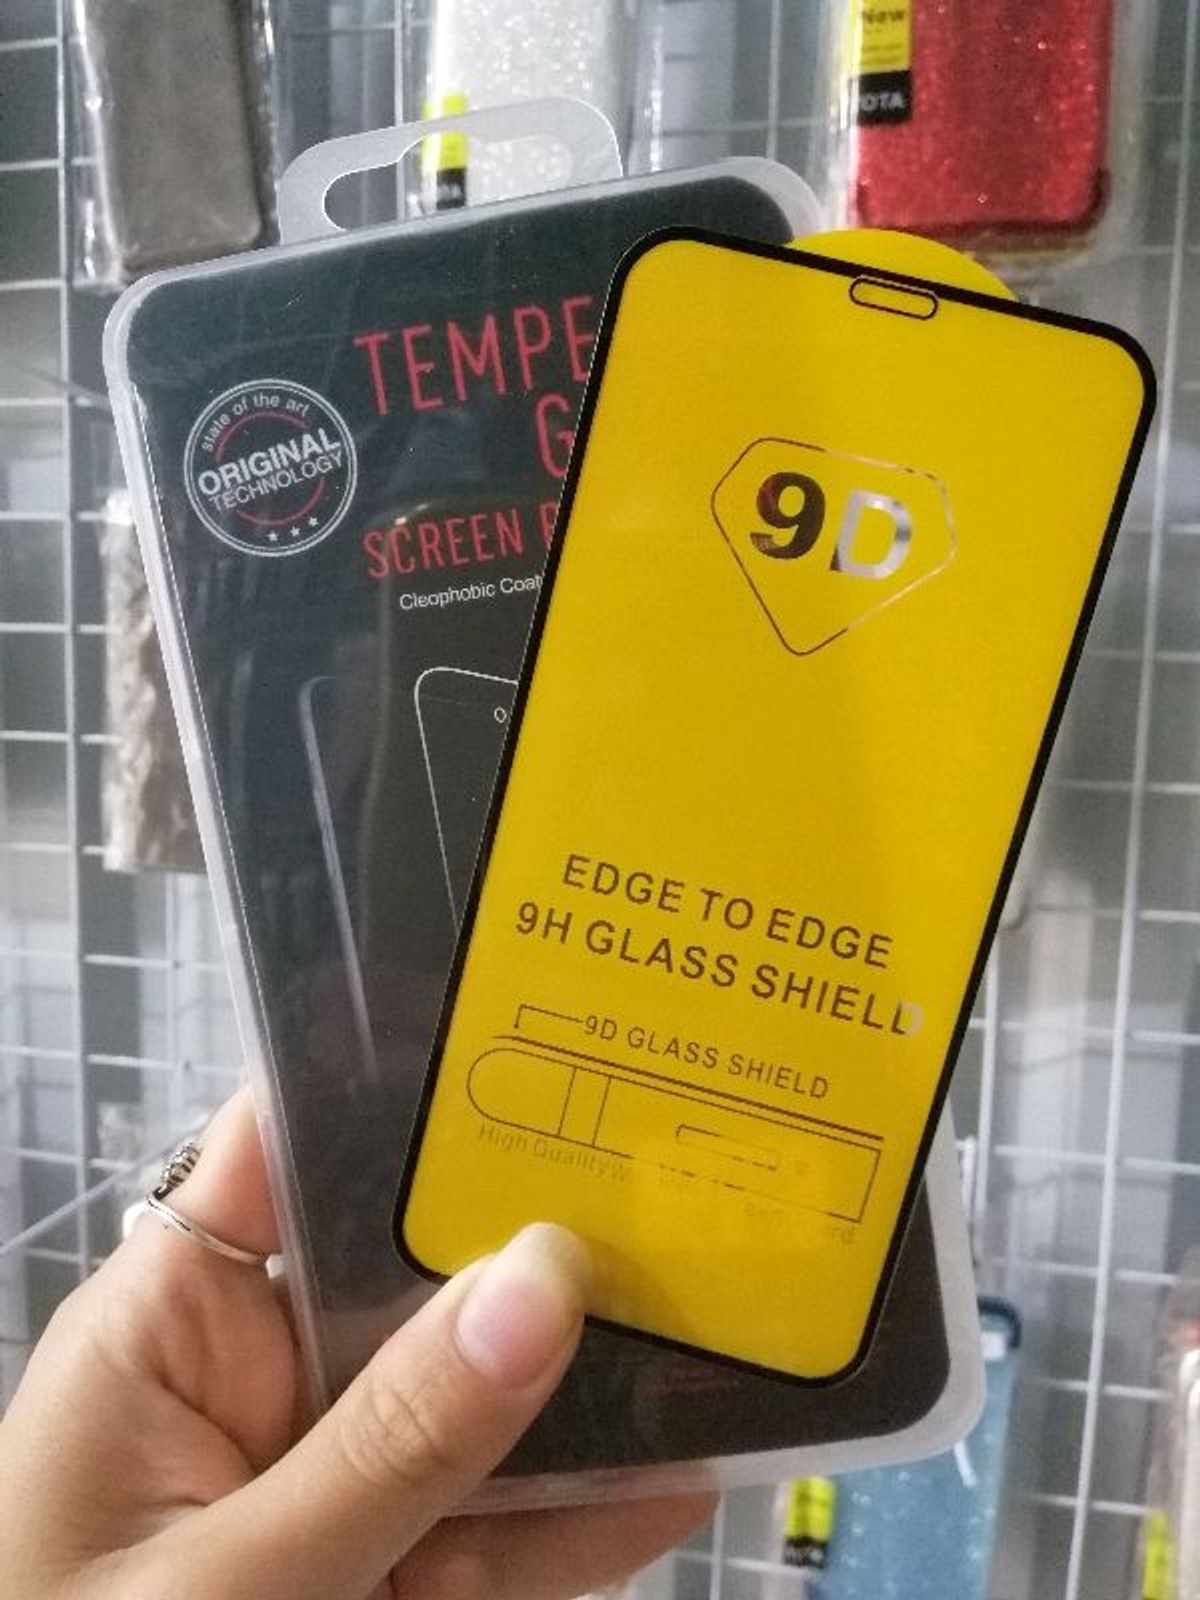 New
OTA
TEMPE
G
state of the art
ORIGINAL
TECHNOLOGY
SCREEN P
Cleophobic Coat
9D
EDGE TO EDGE
9H GLASS SHIELD
9D GLASS SHIELD
High Quality